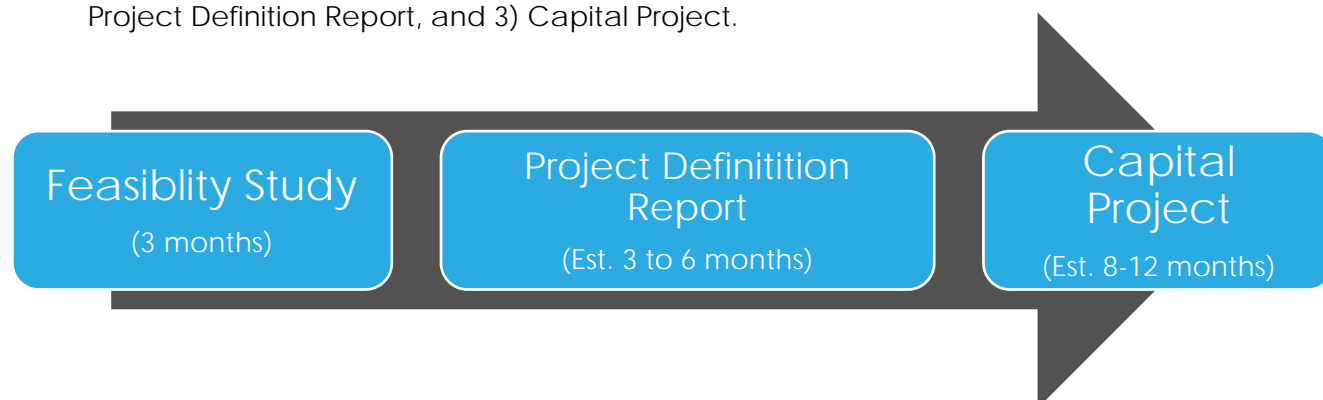 Project Definition Report, and 3) Capital Project.
Feasiblity Study
(3 months)
Project Definitition
Report
(Est. 3 to 6 months)
Capital
Project
(Est. 8-12 months)